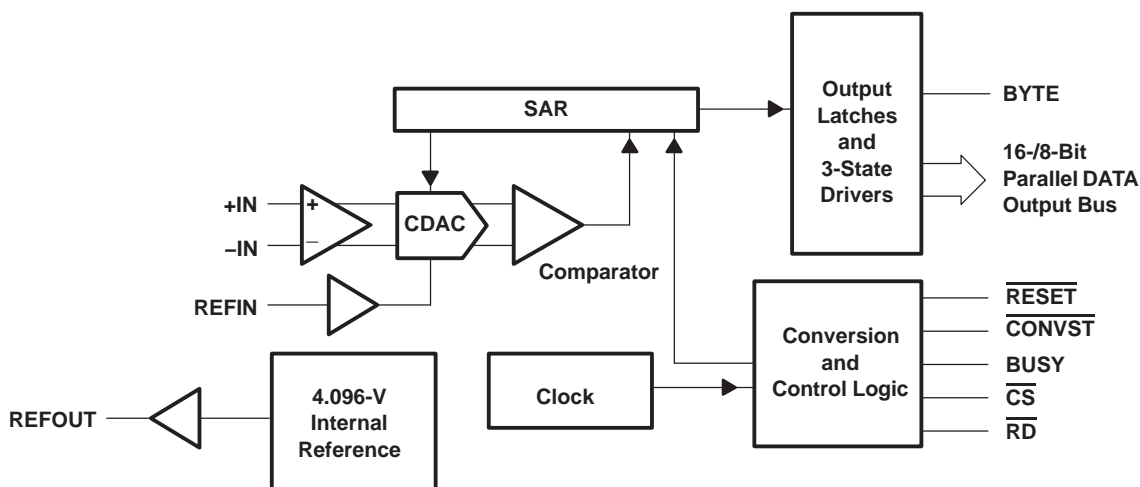 SAR
Output
Latches
and
3-State
Drivers
BYTE
16-/8-Bit
Parallel DATA
Output Bus
+IN
+
CDAC
–IN
–
Comparator
REFIN
RESET
CONVST
Conversion
and
Control Logic
BUSY
CS
RD
Clock
4.096-V
Internal
Reference
REFOUT